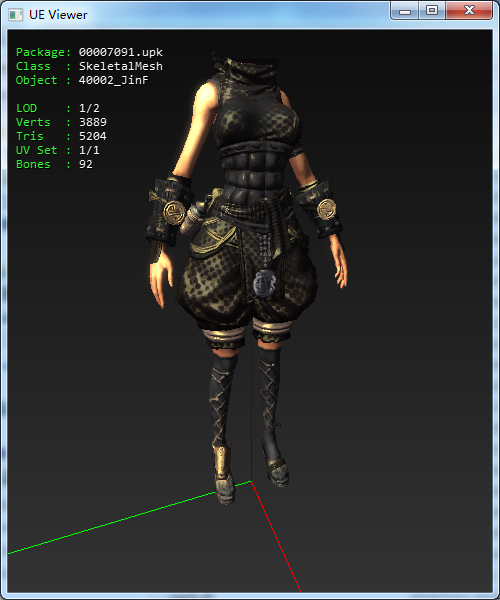 UE Viewer
Package: 00007091.upk
Class : SkeletalMesh
Object : 40002_JinF
LOD : 1/2
Verts : 3889
Tris : 5204
UV Set : 1/1
Bones : 92